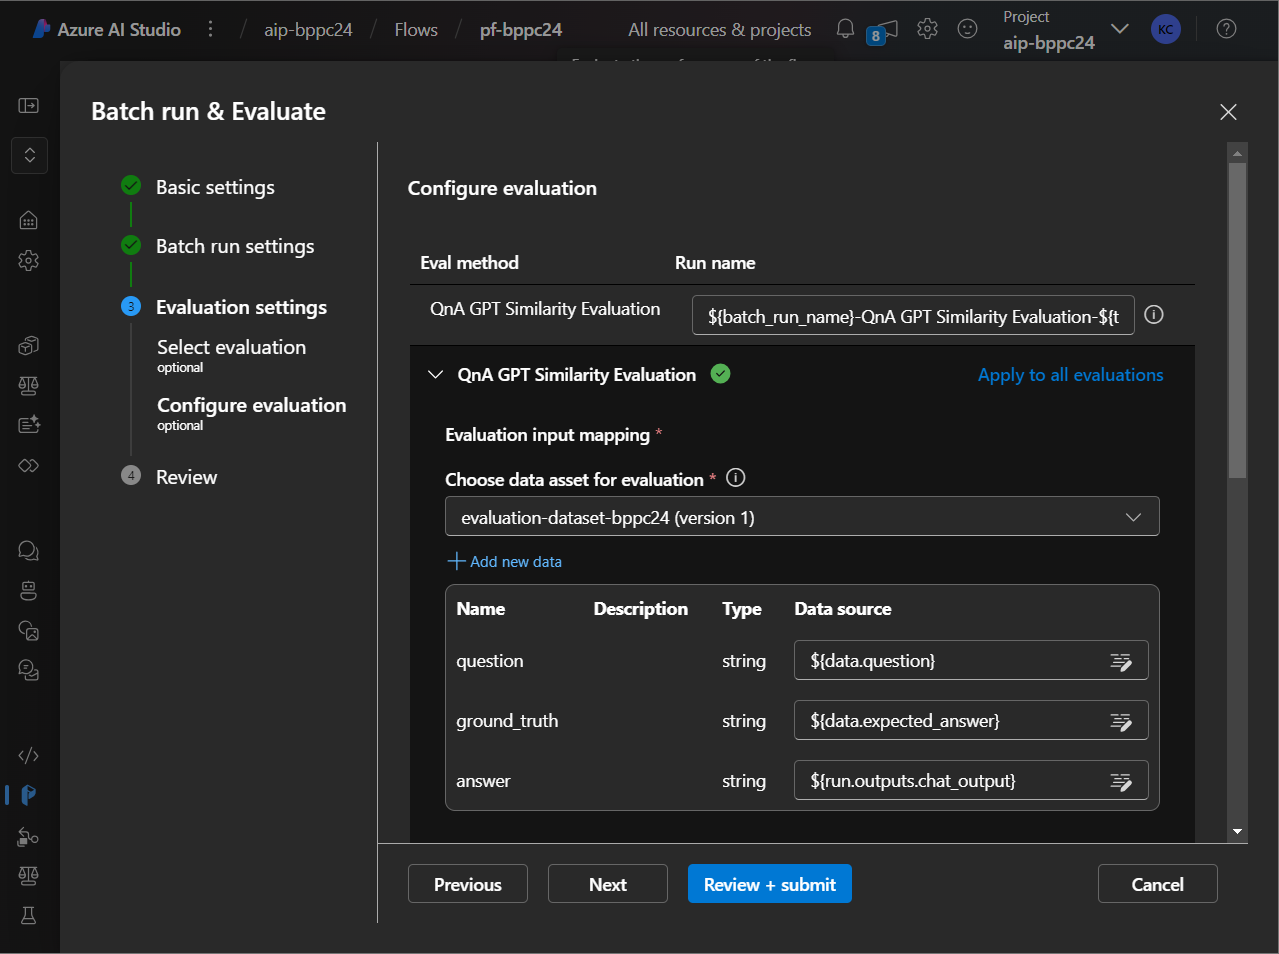 Azure AI Studio / aip-bppc24 / Flows / pf-bppc24 All resources & projects 8 Project aip-bppc24 KC
Batch run & Evaluate
Basic settings
Batch run settings
3 Evaluation settings
Select evaluation
optional
Configure evaluation
optional
4 Review
Configure evaluation
Eval method Run name
QnA GPT Similarity Evaluation ${batch_run_name}-QnA GPT Similarity Evaluation-${t
QnA GPT Similarity Evaluation Apply to all evaluations
Evaluation input mapping *
Choose data asset for evaluation *
evaluation-dataset-bppc24 (version 1)
Add new data
Name Description Type Data source
question string ${data.question}
ground_truth string ${data.expected_answer}
answer string ${run.outputs.chat_output}
Previous Next Review + submit Cancel